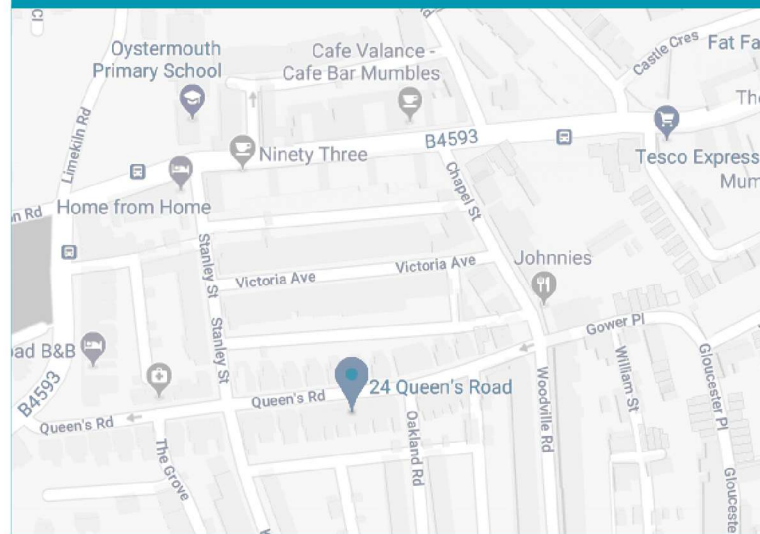 Oystermouth
Primary School
Cafe Valance -
Cafe Bar Mumbles
Castle Cres
Fat Fa
The
Limekiln Rd
B4593
Ninety Three
Tesco Express
Mum
Home from Home
n Rd
Chapel St
Stanley St
Victoria Ave
Victoria Ave
Johnnies
Stanley St
Gower Pl
oad B&B
William St
Gloucester Pl
24 Queen's Road
Queen's Rd
B4593
Queen's Rd
Oakland Rd
Woodville Rd
The Grove
Glouceste